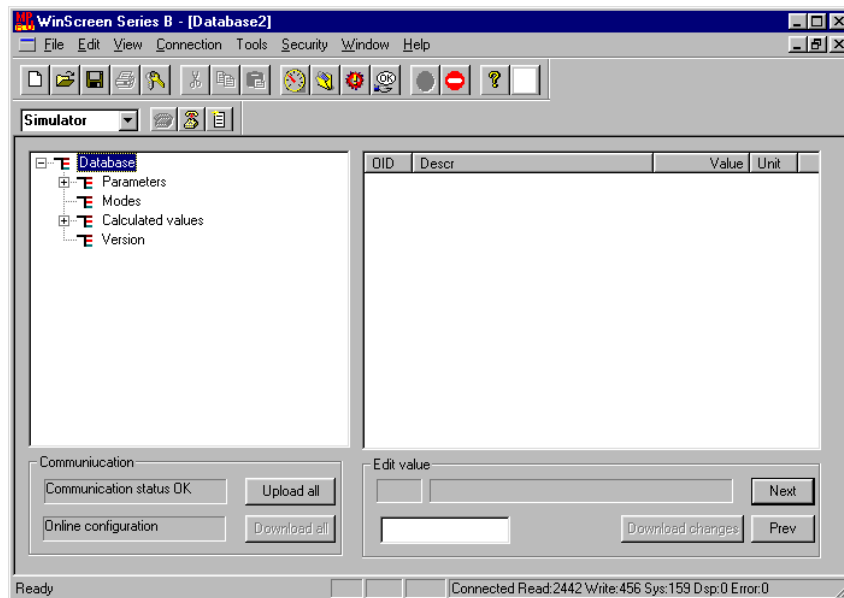 WinScreen Series B - [Database2]
File Edit View Connection Tools Security Window Help
OK
?
Simulator
Database
Parameters
Modes
Calculated values
Version
OID Descr Value Unit
Communiucation
Communication status OK
Upload all
Online configuration
Download all
Edit value
Next
Download changes
Prev
Ready
Connected Read:2442 Write:456 Sys:159 Dsp:0 Error:0